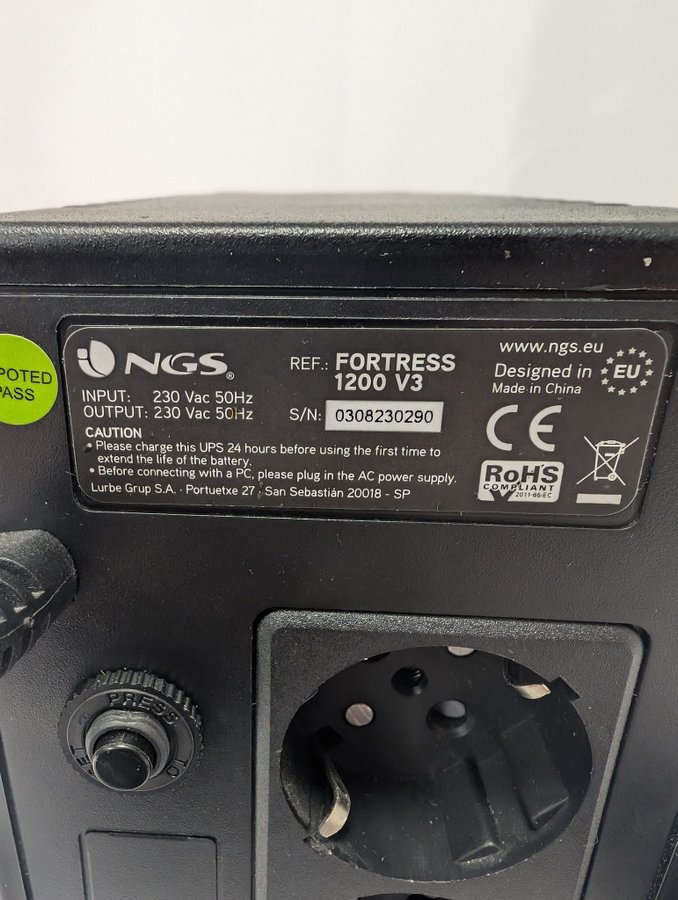 POTED
PASS
NGS®
REF.: FORTRESS
1200 V3
www.ngs.eu
Designed in
EU
Made in China
INPUT: 230 Vac 50Hz
OUTPUT: 230 Vac 50Hz
S/N: 0308230290
CAUTION
• Please charge this UPS 24 hours before using the first time to
extend the life of the battery.
• Before connecting with a PC, please plug in the AC power supply.
Lurbe Grup S.A. · Portuetxe 27 · San Sebastián 20018 - SP
CE
RoHS
COMPLIANT
2011-65-EC
PRESS
TO